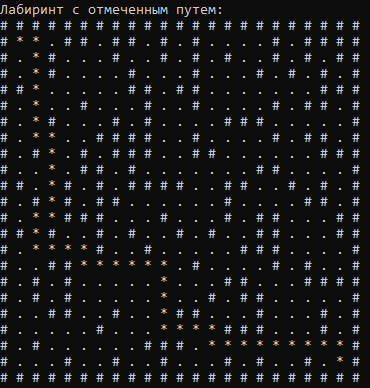 Лабиринт с отмеченным путем:
# # # # # # # # # # # # # # # # # # # # # # #
# * * . # # . # # . # . # . . . . # . # # . #
# . * # . . . # . . # . # . # . . # . # . # #
# . * # . . . . . # . . # . . . # . # . # . #
# # * . . . . . # # . # # . . . . . . . # # #
# . * . . # . . . # . . # . . . . # . # # . #
# . * # . . . # . # . . . . # # # . . . . . #
# . * * . . # # # # . . # . . . . # . # # . #
# . # * . # . # # # . . # # . . . . . . # # #
# . . * . # # . # . . . . . . . # # . . . . #
# # . * # . # . # # # # . . # # . . # . # . #
# . # * # . # # . . . . . . # . . . . # # . #
# . * * # # # . . . # . . . # . # # . . . # #
# # * # . . # . # . . # . # . . # # . . . # #
# . * * * * # . . # . . . . . # # # . . . . #
# . . # # * * * * * * . # . . . . # . . # . #
# . # . # . . . . . * . . . # # . . . # # # #
# . # . # . . . . . * . . # . # # . . . . . #
# . . # # . . # . . * # # . . # . . . . # . #
# . . . . . # . . . * * * * # # # . . . # . #
# . # . . . . . . # # # . * * * * * * * * * #
# . . . # . . # . . # . . . # . # . . # . * #
# # # # # # # # # # # # # # # # # # # # # # #